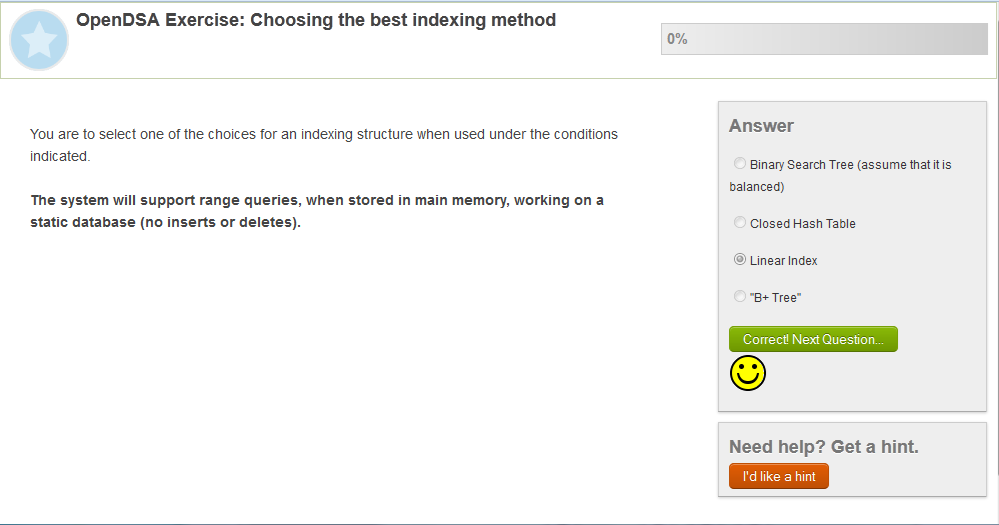 OpenDSA Exercise: Choosing the best indexing method
0%
You are to select one of the choices for an indexing structure when used under the conditions
indicated.
The system will support range queries, when stored in main memory, working on a
static database (no inserts or deletes).
Answer
Binary Search Tree (assume that it is
balanced)
Closed Hash Table
Linear Index
"B+ Tree"
Correct! Next Question...
Need help? Get a hint.
I'd like a hint